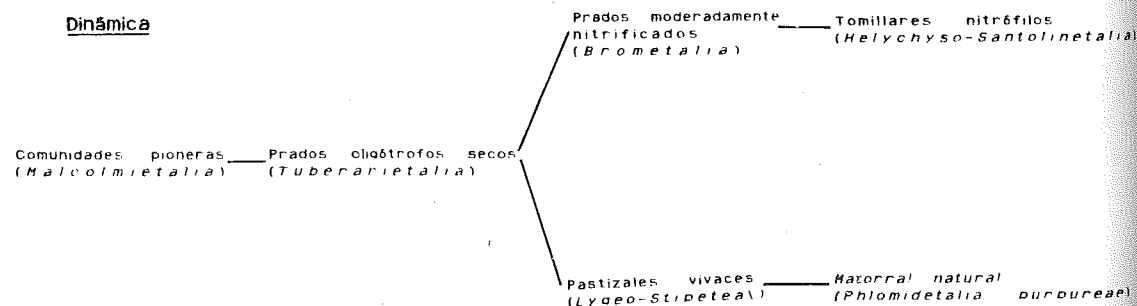 Dinámica
Prados moderadamente
nitrificados
(Brometalia)
Tomillares nitrófilos
(Helychyso-Santolinetalia)
Comunidades pioneras
(Malcolmietalia)
Prados oligótrofos secos
(Tuberarietalia)
Pastizales vivaces
(Lygeo-Stipetea\)
Matorral natural
(Phlomidetalia purpureae)